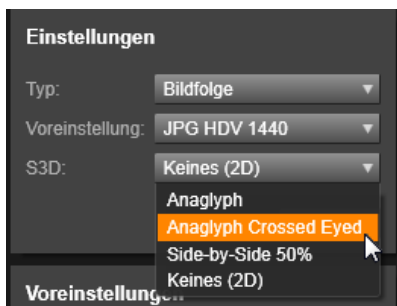 Einstellungen
Typ: Bildfolge
Voreinstellung: JPG HDV 1440
S3D: Keines (2D)
Anaglyph
Anaglyph Crossed Eyed
Side-by-Side 50%
Keines (2D)
Voreinstellungen